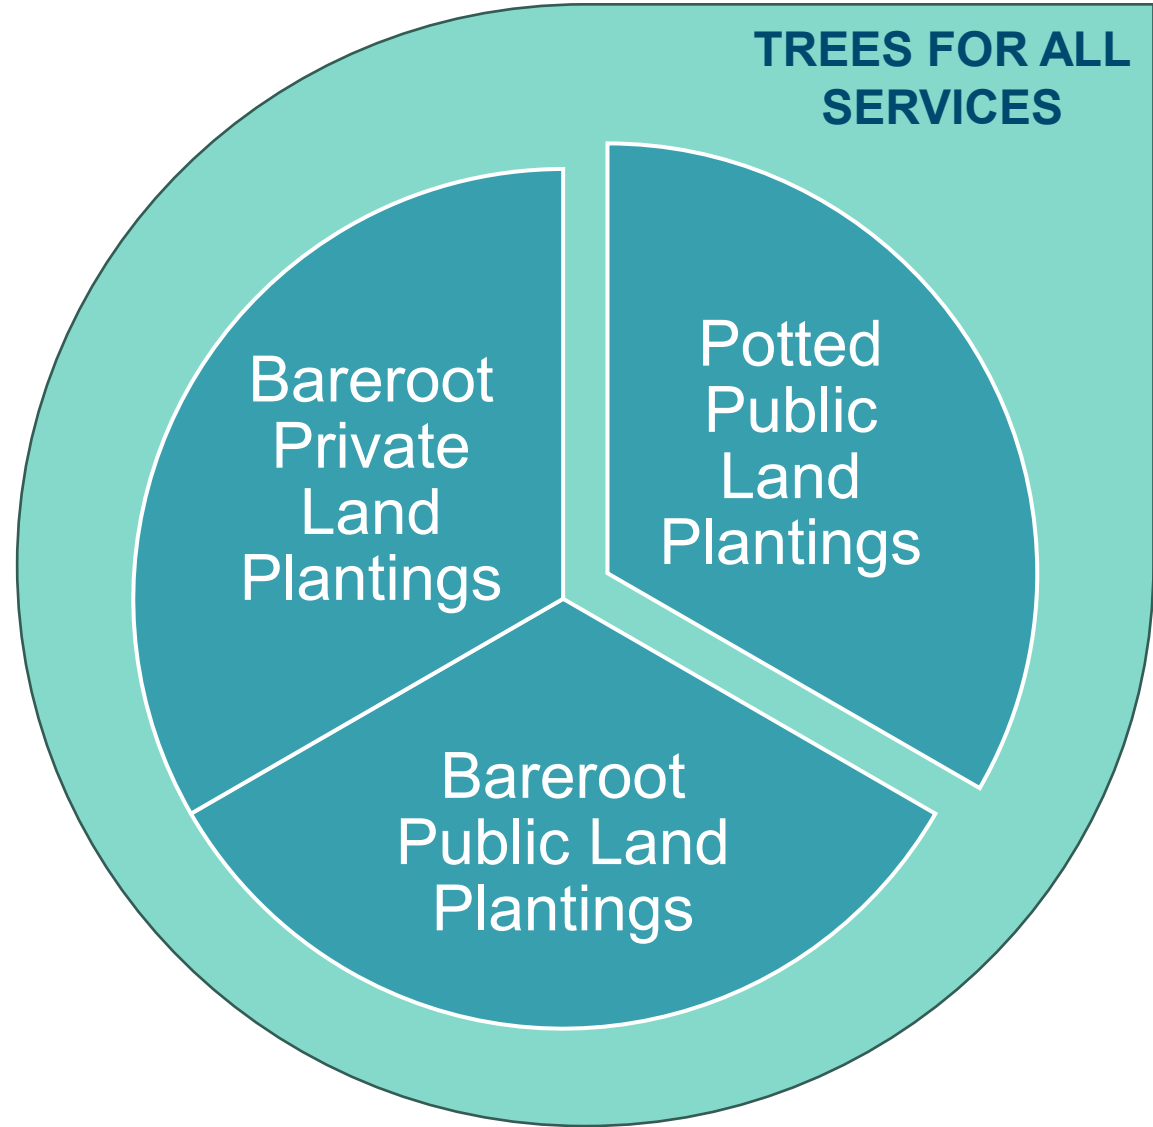 TREES FOR ALL
SERVICES
Bareroot
Private
Land
Plantings
Potted
Public
Land
Plantings
Bareroot
Public Land
Plantings